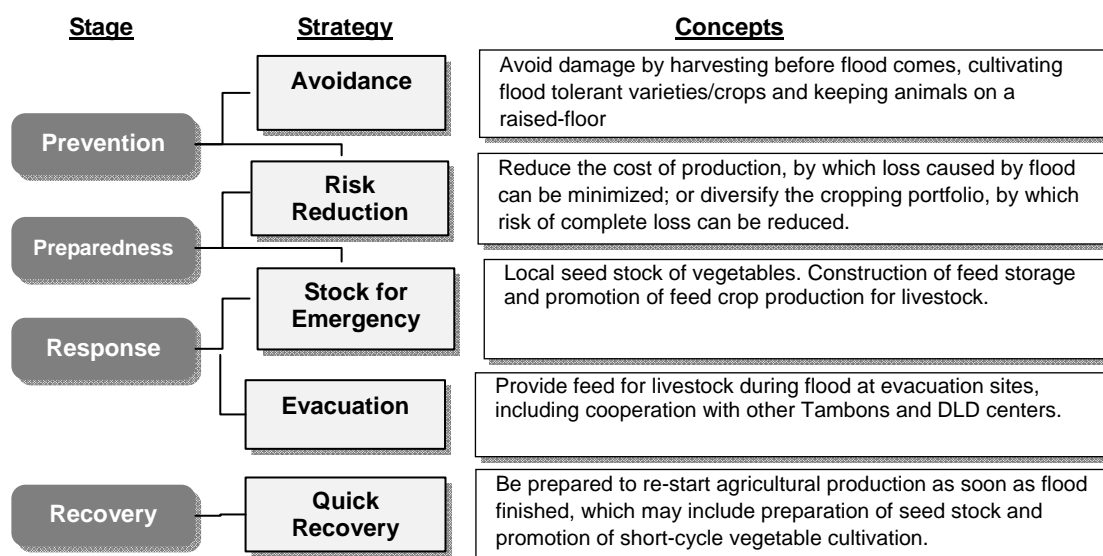 Stage
Strategy
Concepts
Prevention
Avoidance
Avoid damage by harvesting before flood comes, cultivating
flood tolerant varieties/crops and keeping animals on a
raised-floor
Risk
Reduction
Reduce the cost of production, by which loss caused by flood
can be minimized; or diversify the cropping portfolio, by which
risk of complete loss can be reduced.
Preparedness
Stock for
Emergency
Local seed stock of vegetables. Construction of feed storage
and promotion of feed crop production for livestock.
Response
Evacuation
Provide feed for livestock during flood at evacuation sites,
including cooperation with other Tambons and DLD centers.
Recovery
Quick
Recovery
Be prepared to re-start agricultural production as soon as flood
finished, which may include preparation of seed stock and
promotion of short-cycle vegetable cultivation.